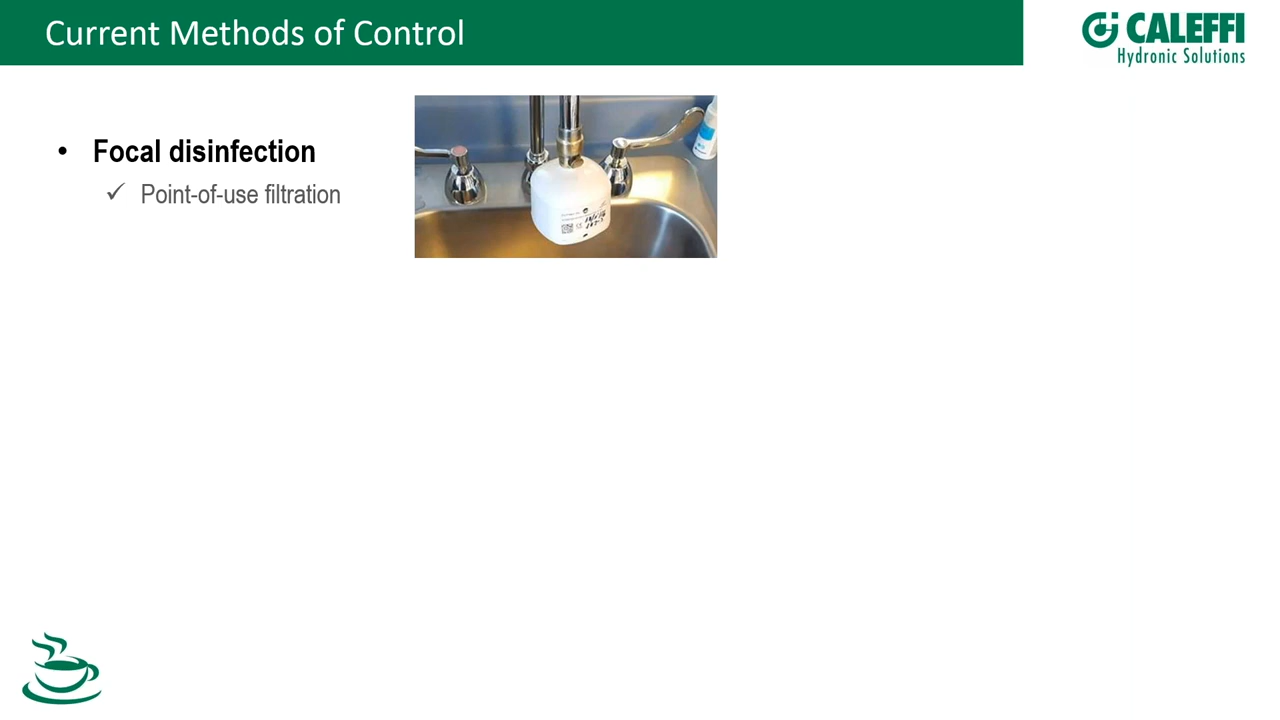 Current Methods of Control
CALEFFI
Hydronic Solutions
• Focal disinfection
✓ Point-of-use filtration